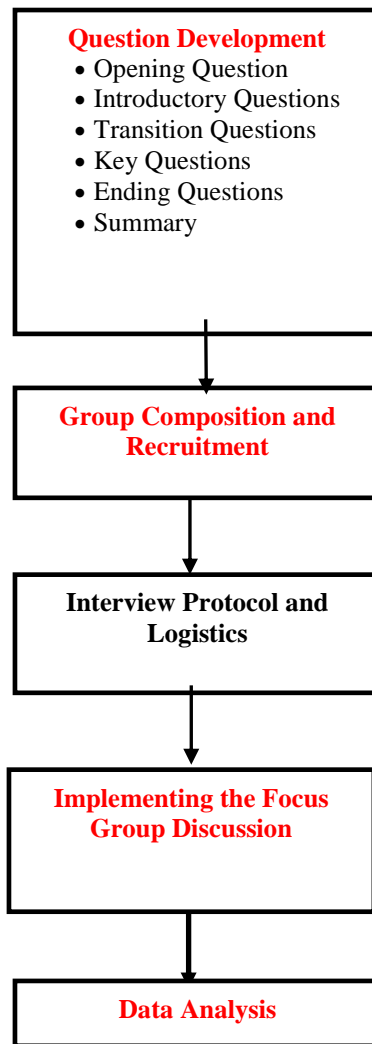 Question Development
• Opening Question
• Introductory Questions
• Transition Questions
• Key Questions
• Ending Questions
• Summary
Group Composition and
Recruitment
Interview Protocol and
Logistics
Implementing the Focus
Group Discussion
Data Analysis